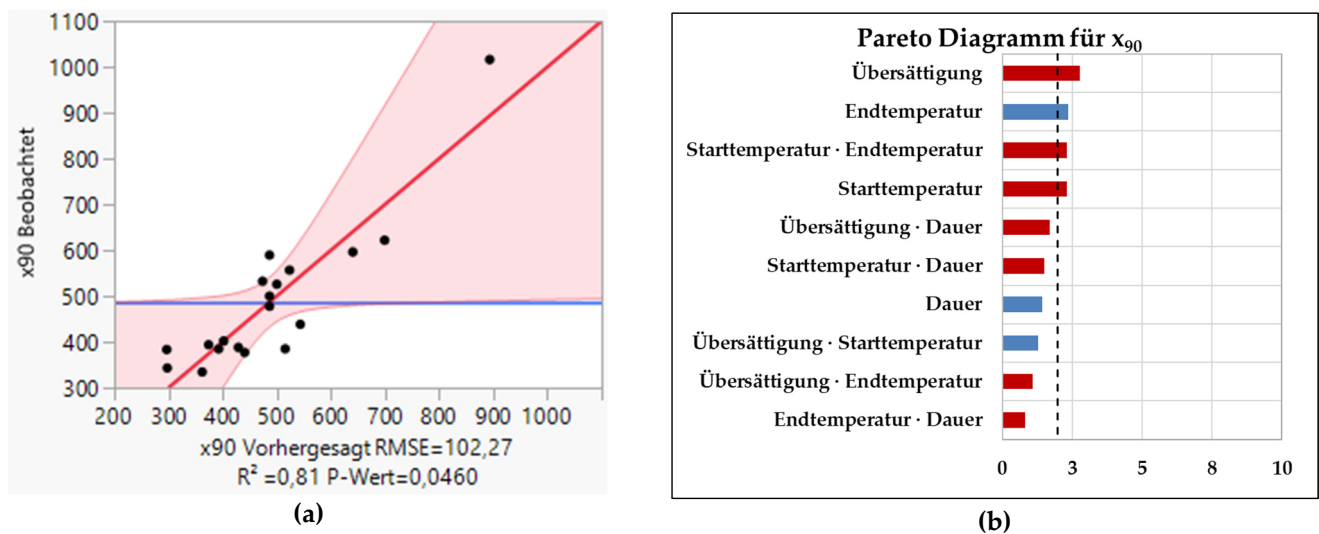 1100
1000
900
800
700
600
500
400
300
x90 Beobachtet
200 300 400 500 600 700 800 900 1000
x90 Vorhergesagt RMSE=102,27
R² =0,81 P-Wert=0,0460
(a)
Pareto Diagramm für x90
Übersättigung
Endtemperatur
Starttemperatur · Endtemperatur
Starttemperatur
Übersättigung · Dauer
Starttemperatur · Dauer
Dauer
Übersättigung · Starttemperatur
Übersättigung · Endtemperatur
Endtemperatur · Dauer
0 3 5 8 10
(b)